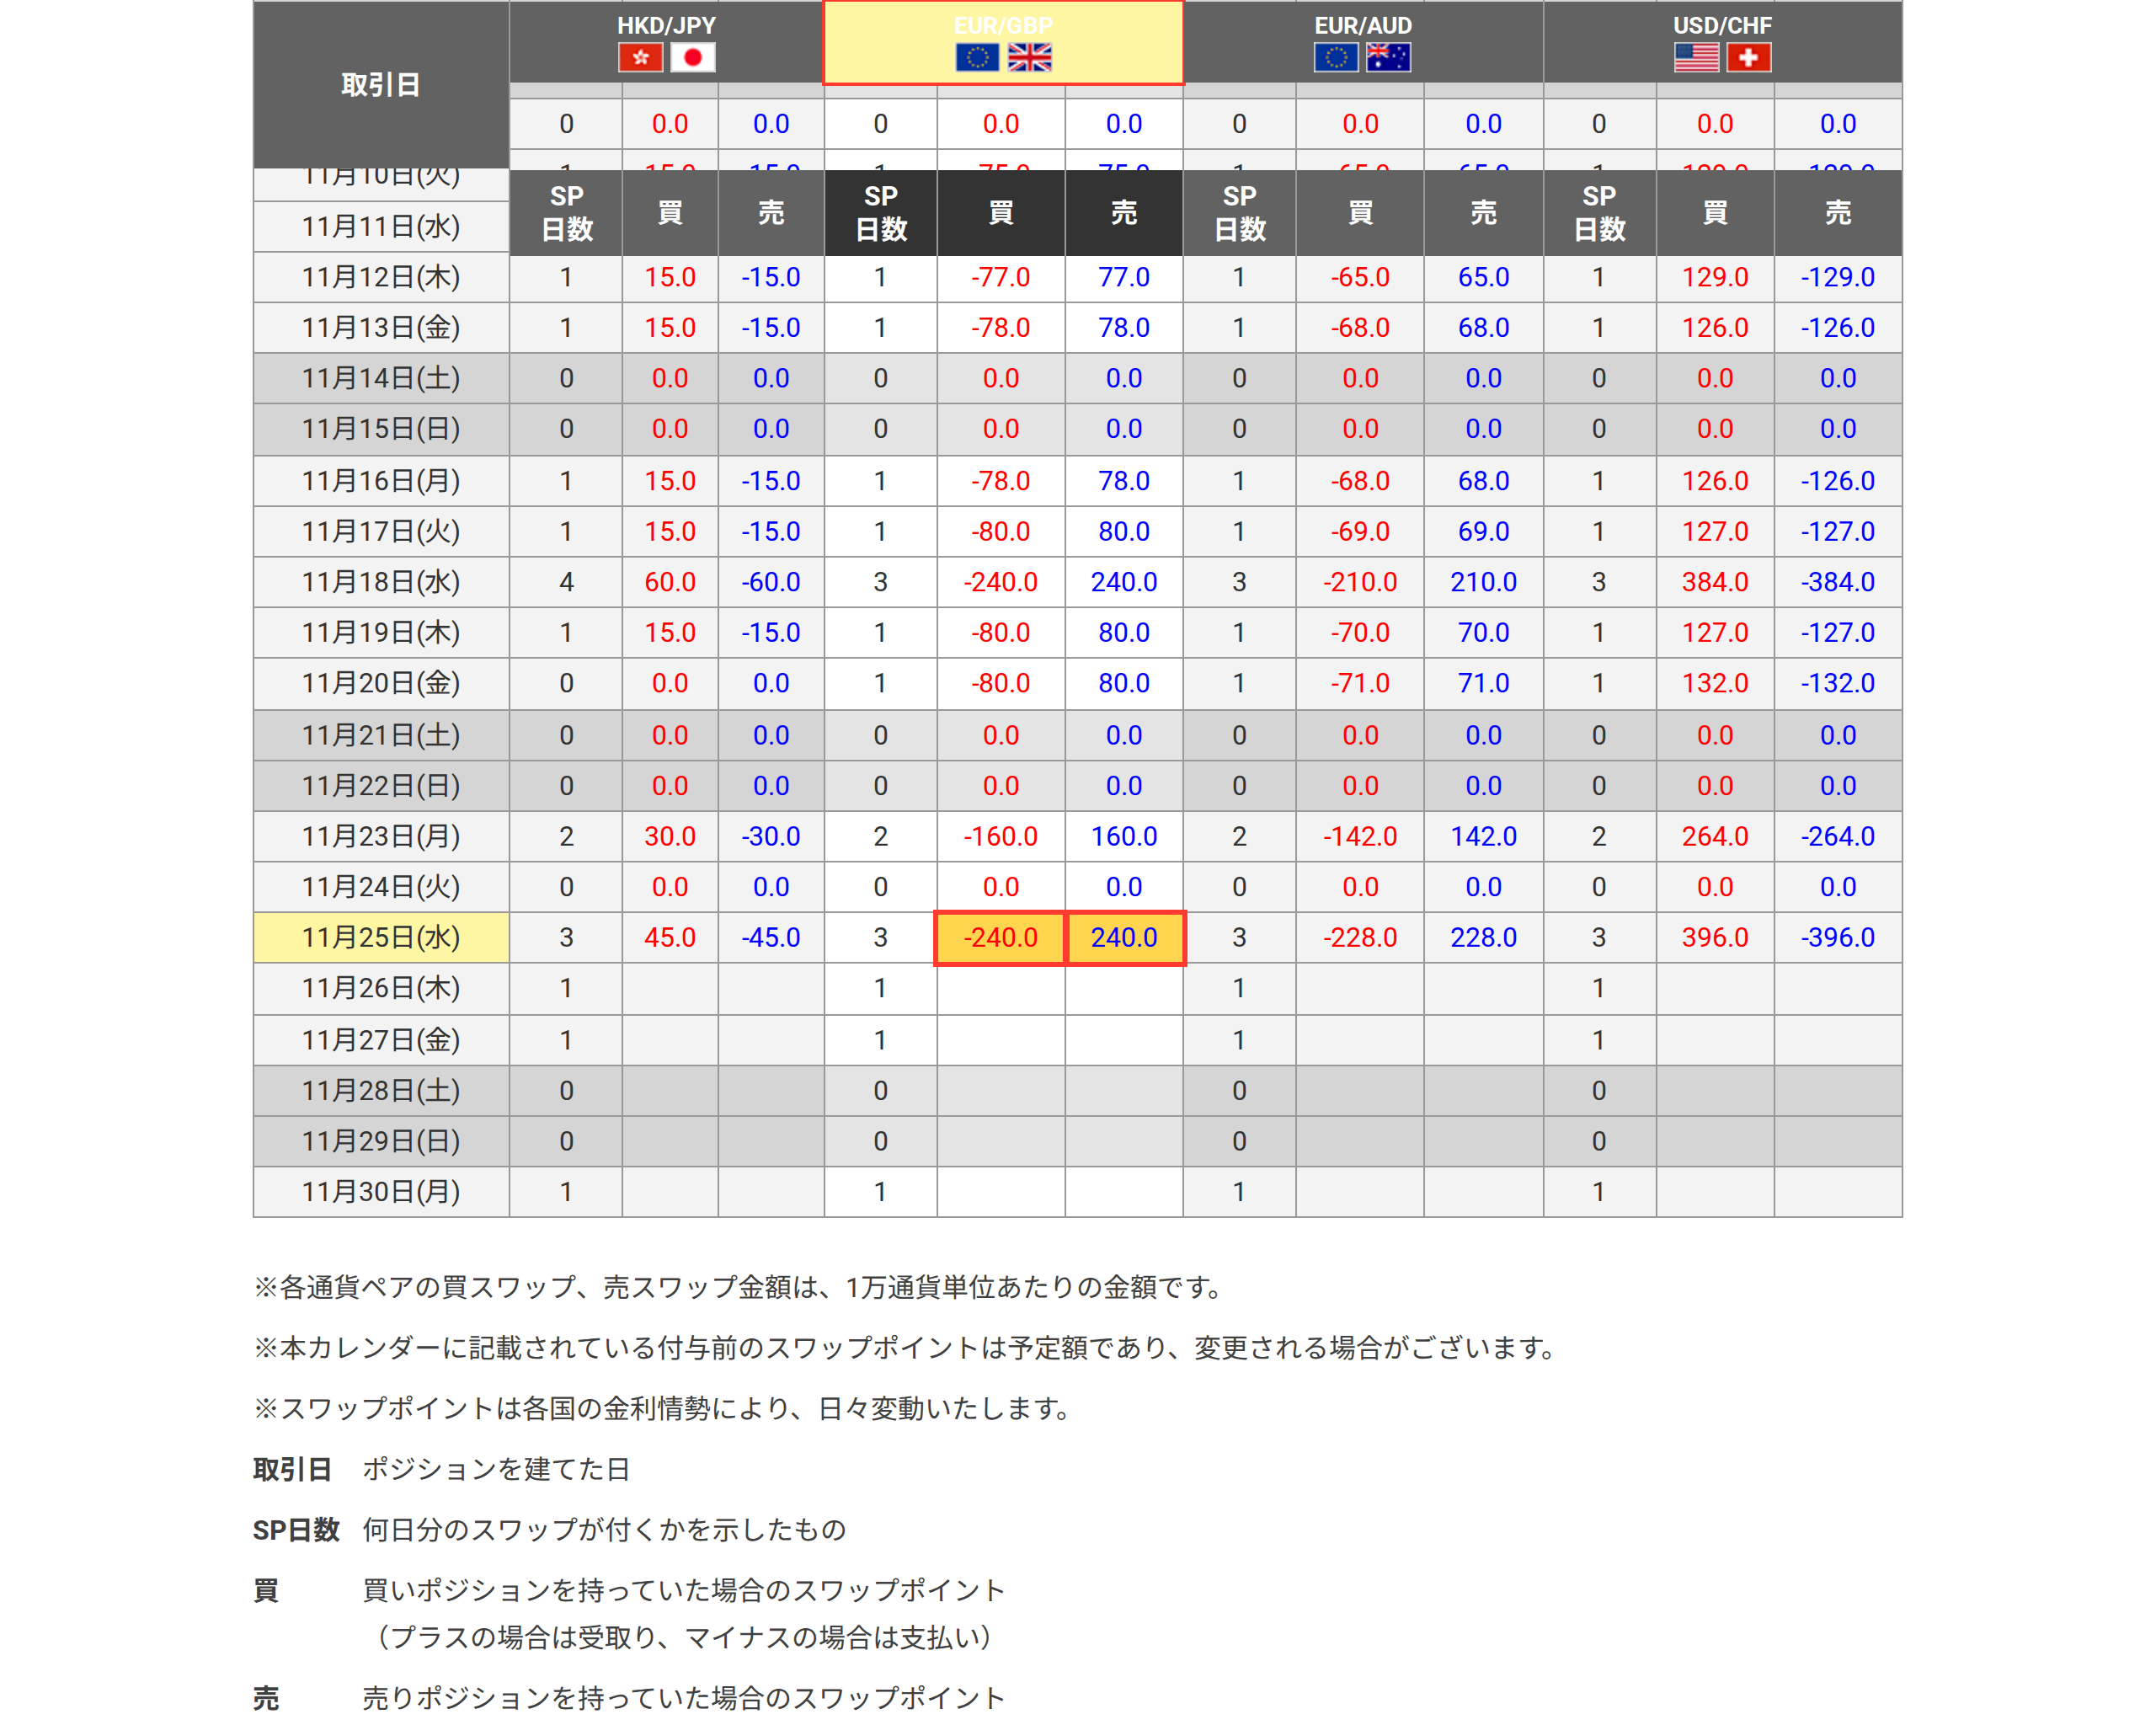 取引日 HKD/JPY EUR/GBP EUR/AUD USD/CHF
0 0.0 0.0 0 0.0 0.0 0 0.0 0.0 0 0.0 0.0
11月10日(火)
SP日数 買 売 SP日数 買 売 SP日数 買 売 SP日数 買 売
11月11日(水)
11月12日(木) 1 15.0 -15.0 1 -77.0 77.0 1 -65.0 65.0 1 129.0 -129.0
11月13日(金) 1 15.0 -15.0 1 -78.0 78.0 1 -68.0 68.0 1 126.0 -126.0
11月14日(土) 0 0.0 0.0 0 0.0 0.0 0 0.0 0.0 0 0.0 0.0
11月15日(日) 0 0.0 0.0 0 0.0 0.0 0 0.0 0.0 0 0.0 0.0
11月16日(月) 1 15.0 -15.0 1 -78.0 78.0 1 -68.0 68.0 1 126.0 -126.0
11月17日(火) 1 15.0 -15.0 1 -80.0 80.0 1 -69.0 69.0 1 127.0 -127.0
11月18日(水) 4 60.0 -60.0 3 -240.0 240.0 3 -210.0 210.0 3 384.0 -384.0
11月19日(木) 1 15.0 -15.0 1 -80.0 80.0 1 -70.0 70.0 1 127.0 -127.0
11月20日(金) 0 0.0 0.0 1 -80.0 80.0 1 -71.0 71.0 1 132.0 -132.0
11月21日(土) 0 0.0 0.0 0 0.0 0.0 0 0.0 0.0 0 0.0 0.0
11月22日(日) 0 0.0 0.0 0 0.0 0.0 0 0.0 0.0 0 0.0 0.0
11月23日(月) 2 30.0 -30.0 2 -160.0 160.0 2 -142.0 142.0 2 264.0 -264.0
11月24日(火) 0 0.0 0.0 0 0.0 0.0 0 0.0 0.0 0 0.0 0.0
11月25日(水) 3 45.0 -45.0 3 -240.0 240.0 3 -228.0 228.0 3 396.0 -396.0
11月26日(木) 1 1 1 1
11月27日(金) 1 1 1 1
11月28日(土) 0 0 0 0
11月29日(日) 0 0 0 0
11月30日(月) 1 1 1 1
※各通貨ペアの買スワップ、売スワップ金額は、1万通貨単位あたりの金額です。
※本カレンダーに記載されている付与前のスワップポイントは予定額であり、変更される場合がございます。
※スワップポイントは各国の金利情勢により、日々変動いたします。
取引日 ポジションを建てた日
SP日数 何日分のスワップが付くかを示したもの
買 買いポジションを持っていた場合のスワップポイント
（プラスの場合は受取り、マイナスの場合は支払い）
売 売りポジションを持っていた場合のスワップポイント